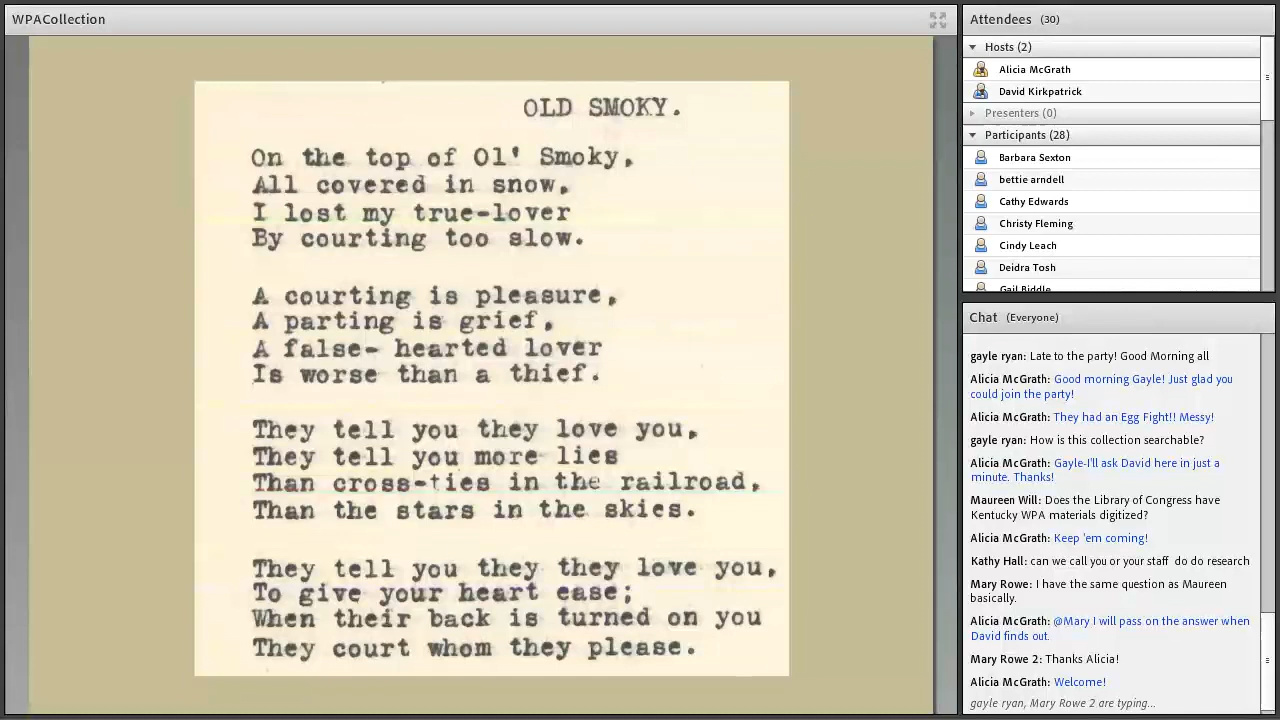 WPACollection
OLD SMOKY.
On the top of Ol' Smoky,
All covered in snow,
I lost my true-lover
By courting too slow.
A courting is pleasure,
A parting is grief,
A false- hearted lover
Is worse than a thief.
They tell you they love you,
They tell you more lies
Than cross-ties in the railroad,
Than the stars in the skies.
They tell you they they love you,
To give your heart ease;
When their back is turned on you
They court whom they please.
Attendees (30)
Hosts (2)
Alicia McGrath
David Kirkpatrick
Presenters (0)
Participants (28)
Barbara Sexton
bettie arndell
Cathy Edwards
Christy Fleming
Cindy Leach
Deidra Tosh
Gail Biddle
Chat (Everyone)
gayle ryan: Late to the party! Good Morning all
Alicia McGrath: Good morning Gayle! Just glad you
could join the party!
Alicia McGrath: They had an Egg Fight!! Messy!
gayle ryan: How is this collection searchable?
Alicia McGrath: Gayle-I'll ask David here in just a
minute. Thanks!
Maureen Will: Does the Library of Congress have
Kentucky WPA materials digitized?
Alicia McGrath: Keep 'em coming!
Kathy Hall: can we call you or your staff do do research
Mary Rowe: I have the same question as Maureen
basically.
Alicia McGrath: @Mary I will pass on the answer when
David finds out.
Mary Rowe 2: Thanks Alicia!
Alicia McGrath: Welcome!
gayle ryan, Mary Rowe 2 are typing...